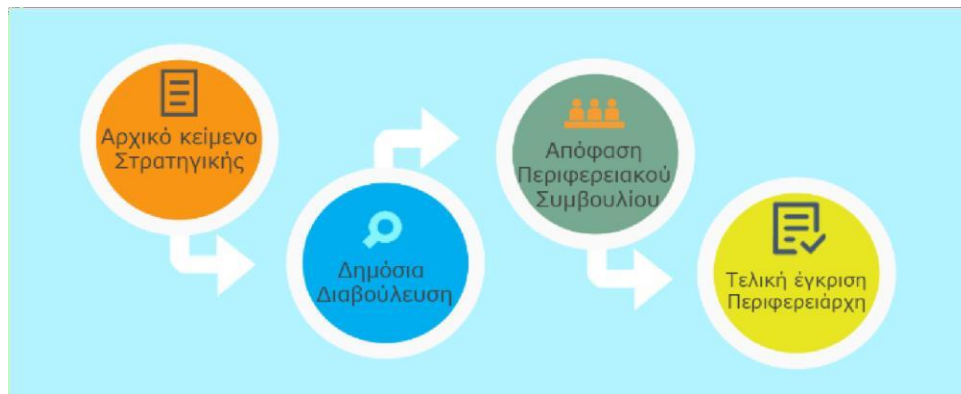 Αρχικό κείμενο
Στρατηγικής
Δημόσια
Διαβούλευση
Απόφαση
Περιφερειακού
Συμβουλίου
Τελική έγκριση
Περιφερειάρχη